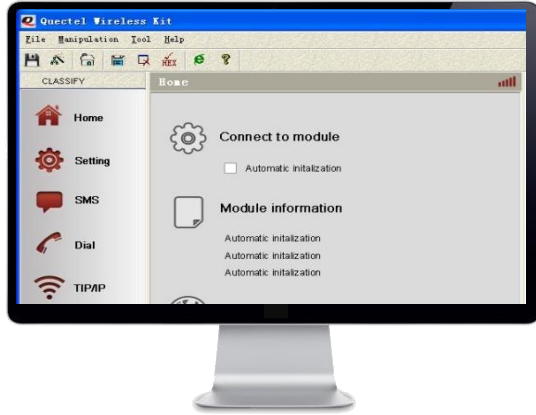 Quectel Wireless Kit
File Manipulation Tool Help
HEX
CLASSIFY
Home
Home
Setting
SMS
Dial
TIP/IP
Connect to module
Automatic initalization
Module information
Automatic initalization
Automatic initalization
Automatic initalization